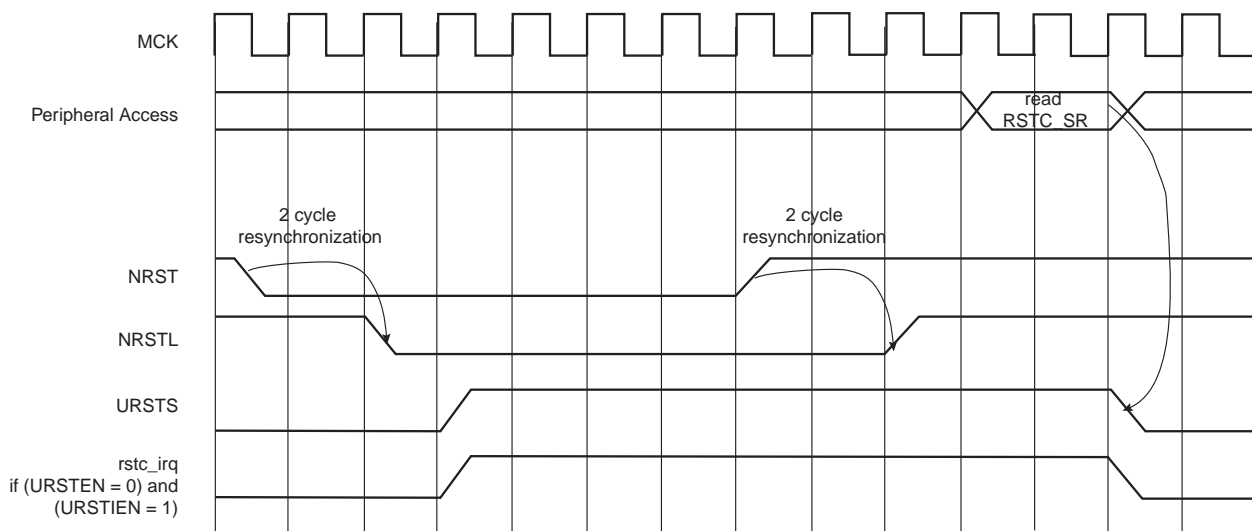 MCK
Peripheral Access
read
RSTC_SR
2 cycle
resynchronization
2 cycle
resynchronization
NRST
NRSTL
URSTS
rstc_irq
if (URSTEN = 0) and
(URSTIEN = 1)